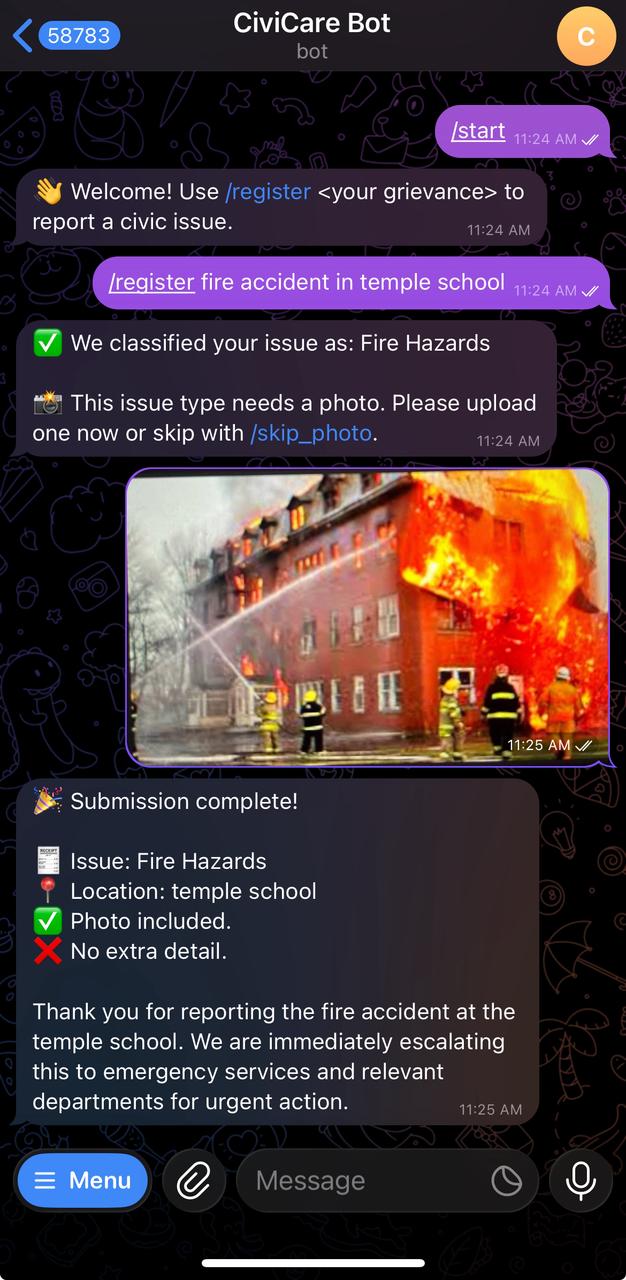 58783
CiviCare Bot
bot
C
/start 11:24 AM
👋 Welcome! Use /register <your grievance> to
report a civic issue.
11:24 AM
/register fire accident in temple school 11:24 AM
✅ We classified your issue as: Fire Hazards
📸 This issue type needs a photo. Please upload
one now or skip with /skip_photo.
11:24 AM
11:25 AM
🎉 Submission complete!
🧾 Issue: Fire Hazards
📍 Location: temple school
✅ Photo included.
❌ No extra detail.
Thank you for reporting the fire accident at the
temple school. We are immediately escalating
this to emergency services and relevant
departments for urgent action.
11:25 AM
Menu
Message